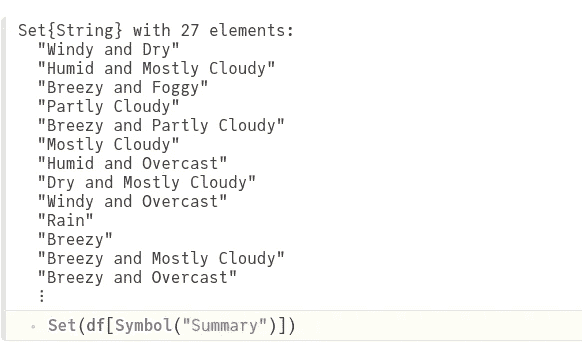 Set{String} with 27 elements:
"Windy and Dry"
"Humid and Mostly Cloudy"
"Breezy and Foggy"
"Partly Cloudy"
"Breezy and Partly Cloudy"
"Mostly Cloudy"
"Humid and Overcast"
"Dry and Mostly Cloudy"
"Windy and Overcast"
"Rain"
"Breezy"
"Breezy and Mostly Cloudy"
"Breezy and Overcast"
⋮
Set(df[Symbol("Summary")])